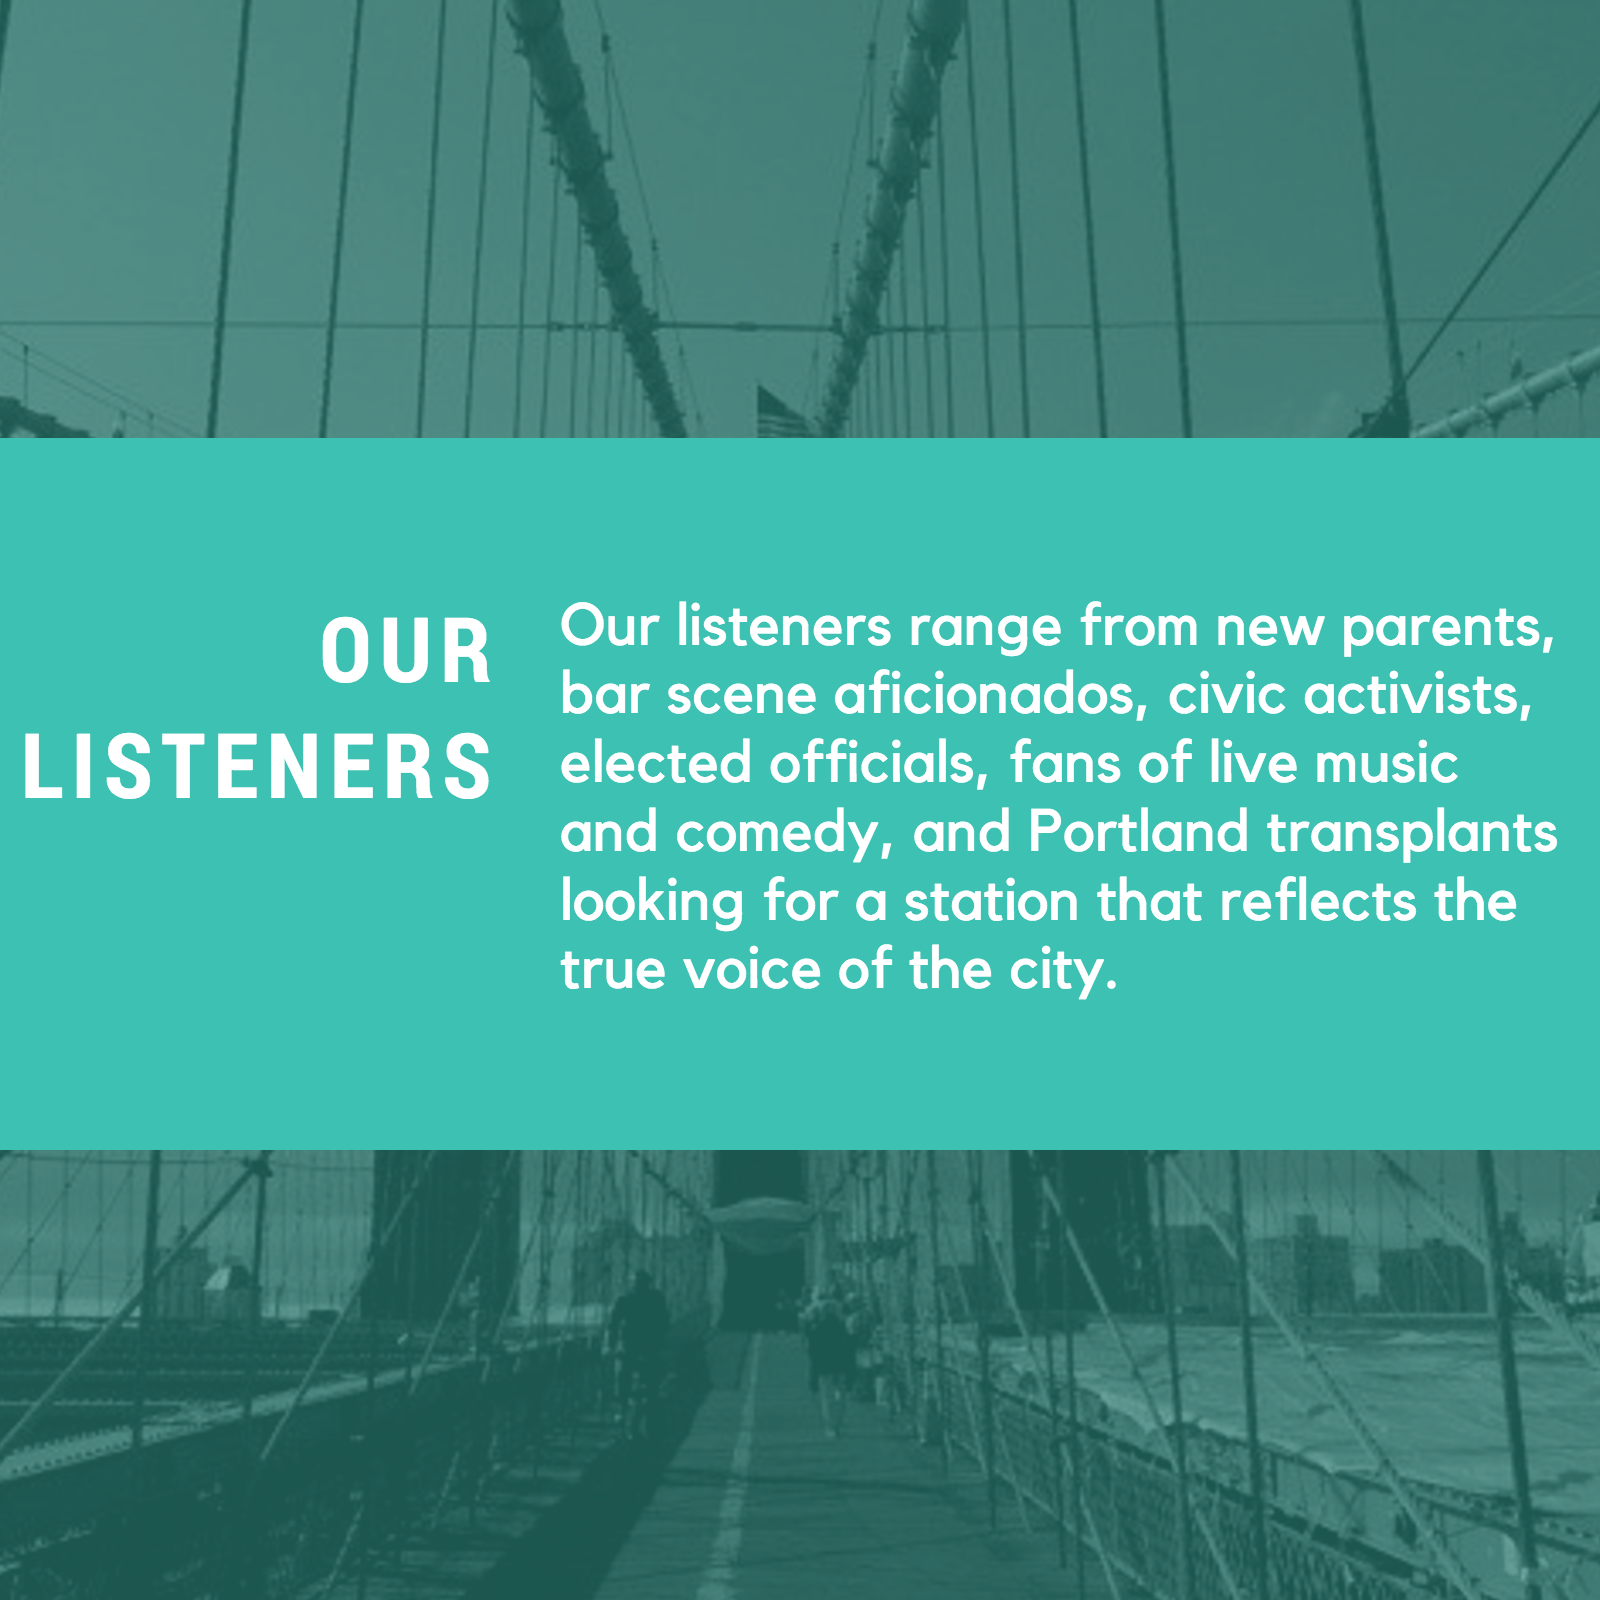 OUR
LISTENERS
Our listeners range from new parents,
bar scene aficionados, civic activists,
elected officials, fans of live music
and comedy, and Portland transplants
looking for a station that reflects the
true voice of the city.